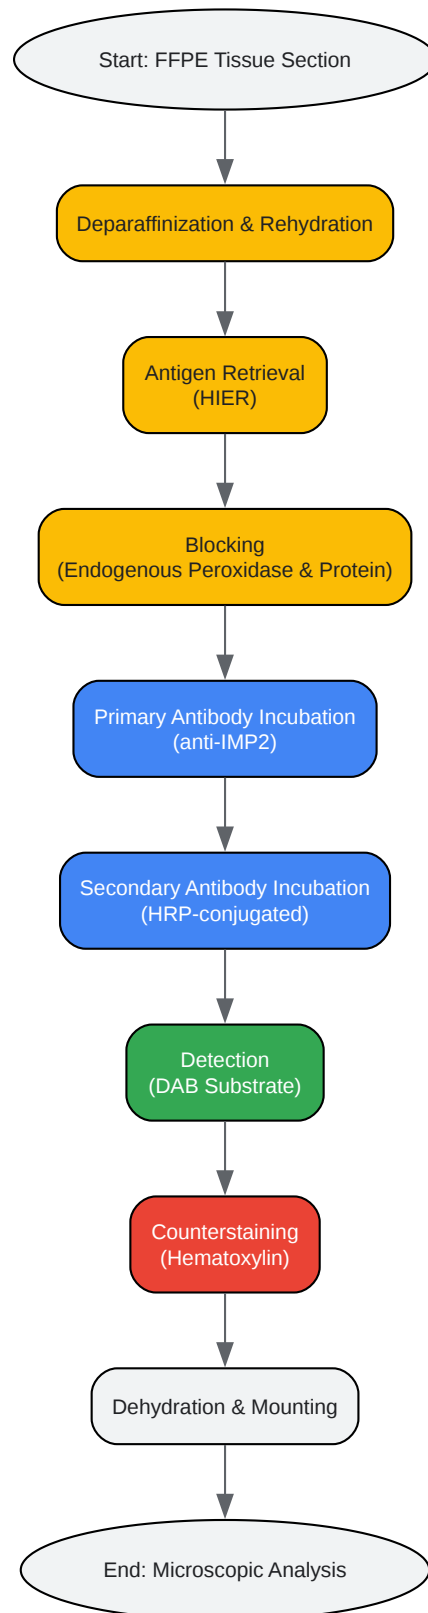 Start: FFPE Tissue Section
Deparaffinization & Rehydration
Antigen Retrieval
(HIER)
Blocking
(Endogenous Peroxidase & Protein)
Primary Antibody Incubation
(anti-IMP2)
Secondary Antibody Incubation
(HRP-conjugated)
Detection
(DAB Substrate)
Counterstaining
(Hematoxylin)
Dehydration & Mounting
End: Microscopic Analysis